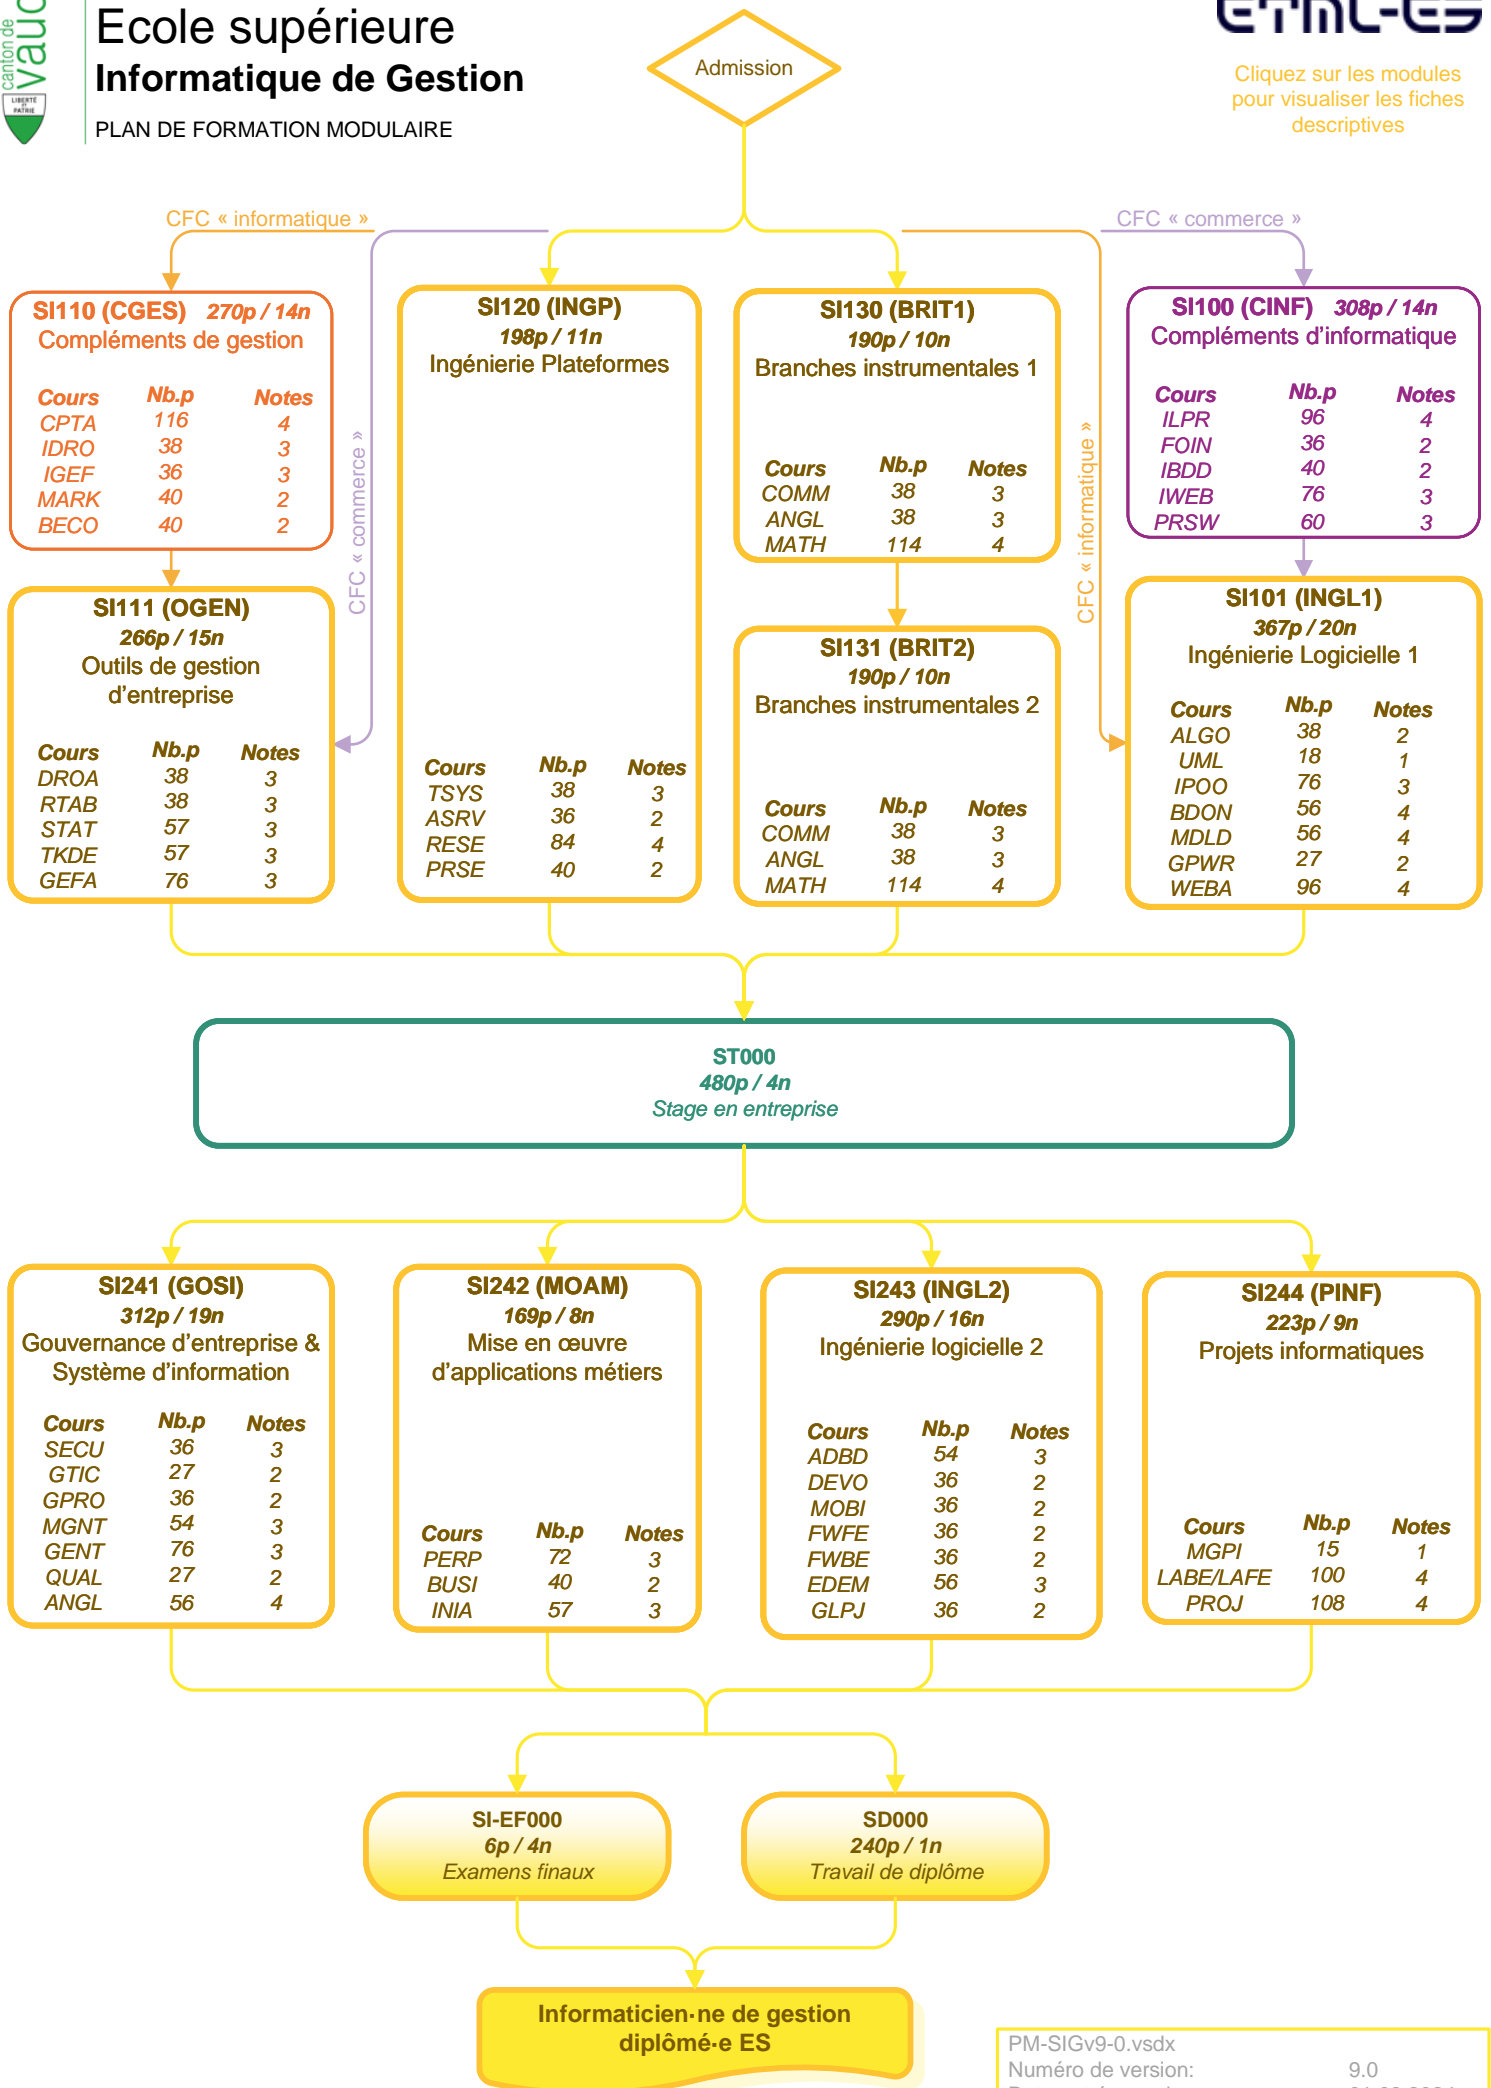 canton de
vaud
LIBERTÉ
ET
PATRIE
Ecole supérieure
Informatique de Gestion
PLAN DE FORMATION MODULAIRE
Admission
ETML-ES
Cliquez sur les modules
pour visualiser les fiches
descriptives
CFC « informatique »
CFC « commerce »
SI110 (CGES) 270p / 14n
Compléments de gestion
Cours Nb.p Notes
CPTA 116 4
IDRO 38 3
IGEF 36 3
MARK 40 2
BECO 40 2
CFC « commerce »
SI120 (INGP)
198p / 11n
Ingénierie Plateformes
Cours Nb.p Notes
TSYS 38 3
ASRV 36 2
RESE 84 4
PRSE 40 2
SI130 (BRIT1)
190p / 10n
Branches instrumentales 1
Cours Nb.p Notes
COMM 38 3
ANGL 38 3
MATH 114 4
CFC « informatique »
SI100 (CINF) 308p / 14n
Compléments d'informatique
Cours Nb.p Notes
ILPR 96 4
FOIN 36 2
IBDD 40 2
IWEB 76 3
PRSW 60 3
SI111 (OGEN)
266p / 15n
Outils de gestion
d'entreprise
Cours Nb.p Notes
DROA 38 3
RTAB 38 3
STAT 57 3
TKDE 57 3
GEFA 76 3
SI131 (BRIT2)
190p / 10n
Branches instrumentales 2
Cours Nb.p Notes
COMM 38 3
ANGL 38 3
MATH 114 4
SI101 (INGL1)
367p / 20n
Ingénierie Logicielle 1
Cours Nb.p Notes
ALGO 38 2
UML 18 1
IPOO 76 3
BDON 56 4
MDLD 56 4
GPWR 27 2
WEBA 96 4
ST000
480p / 4n
Stage en entreprise
SI241 (GOSI)
312p / 19n
Gouvernance d'entreprise &
Système d'information
Cours Nb.p Notes
SECU 36 3
GTIC 27 2
GPRO 36 2
MGNT 54 3
GENT 76 3
QUAL 27 2
ANGL 56 4
SI242 (MOAM)
169p / 8n
Mise en œuvre
d'applications métiers
Cours Nb.p Notes
PERP 72 3
BUSI 40 2
INIA 57 3
SI243 (INGL2)
290p / 16n
Ingénierie logicielle 2
Cours Nb.p Notes
ADBD 54 3
DEVO 36 2
MOBI 36 2
FWFE 36 2
FWBE 36 2
EDEM 56 3
GLPJ 36 2
SI244 (PINF)
223p / 9n
Projets informatiques
Cours Nb.p Notes
MGPI 15 1
LABE/LAFE 100 4
PROJ 108 4
SI-EF000
6p / 4n
Examens finaux
SD000
240p / 1n
Travail de diplôme
Informaticien·ne de gestion
diplômé·e ES
PM-SIGv9-0.vsdx
Numéro de version: 9.0